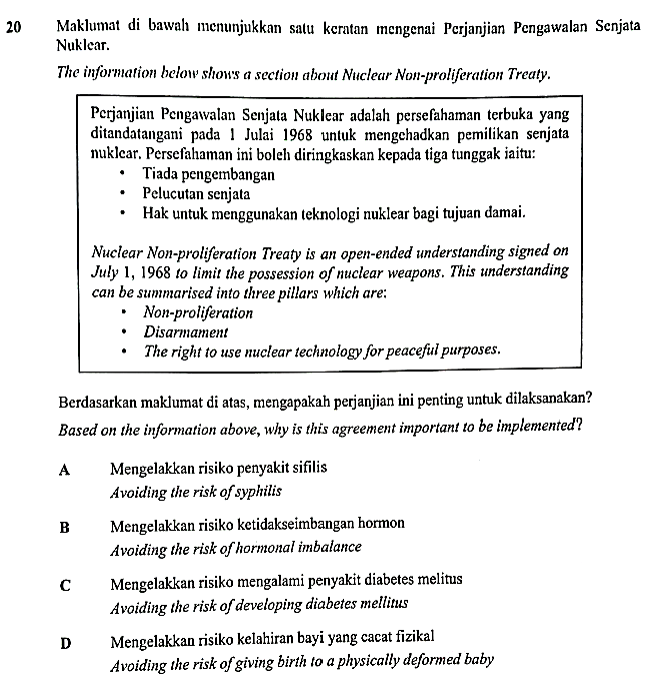 20 Maklumat di bawah menunjukkan satu keratan mengenai Perjanjian Pengawalan Senjata
Nuklear.
The information below shows a section about Nuclear Non-proliferation Treaty.
Perjanjian Pengawalan Senjata Nuklear adalah persefahaman terbuka yang
ditandatangani pada 1 Julai 1968 untuk mengehadkan pemilikan senjata
nuklear. Persefahaman ini boleh diringkaskan kepada tiga tunggak iaitu:
• Tiada pengembangan
• Pelucutan senjata
• Hak untuk menggunakan teknologi nuklear bagi tujuan damai.
Nuclear Non-proliferation Treaty is an open-ended understanding signed on
July 1, 1968 to limit the possession of nuclear weapons. This understanding
can be summarised into three pillars which are:
• Non-proliferation
• Disarmament
• The right to use nuclear technology for peaceful purposes.
Berdasarkan maklumat di atas, mengapakah perjanjian ini penting untuk dilaksanakan?
Based on the information above, why is this agreement important to be implemented?
A Mengelakkan risiko penyakit sifilis
Avoiding the risk of syphilis
B Mengelakkan risiko ketidakseimbangan hormon
Avoiding the risk of hormonal imbalance
C Mengelakkan risiko mengalami penyakit diabetes melitus
Avoiding the risk of developing diabetes mellitus
D Mengelakkan risiko kelahiran bayi yang cacat fizikal
Avoiding the risk of giving birth to a physically deformed baby